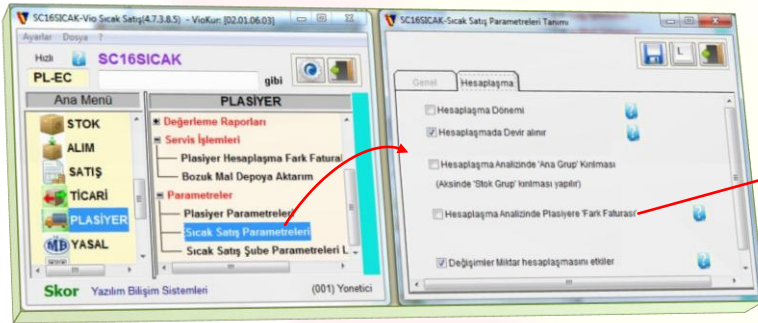 SC16SICAK-Vio Sıcak Satış(4.7.3.8.5) - VioKur: [02.01.06.03]
Ayarlar Dosya ?
Hızlı SC16SICAK
PL-EC gibi
Ana Menü
STOK
ALIM
SATIŞ
TİCARİ
PLASİYER
YASAL
PLASİYER
Değerleme Raporları
Servis İşlemleri
Plasiyer Hesaplaşma Fark Fatural
Bozuk Mal Depoya Aktarım
Parametreler
Plasiyer Parametreleri
Sıcak Satış Parametreleri
Sıcak Satış Şube Parametreleri L
Skor Yazılım Bilişim Sistemleri (001) Yonetici
SC16SICAK-Sıcak Satış Parametreleri Tanımı
L
Genel Hesaplaşma
Hesaplaşma Dönemi
Hesaplaşmada Devir alınır
Hesaplaşma Analizinde 'Ana Grup' Kırılması
(Aksinde 'Stok Grup' kırılması yapılır)
Hesaplaşma Analizinde Plasiyere 'Fark Faturası'
Değişimler Miktar hesaplaşmasını etkiler